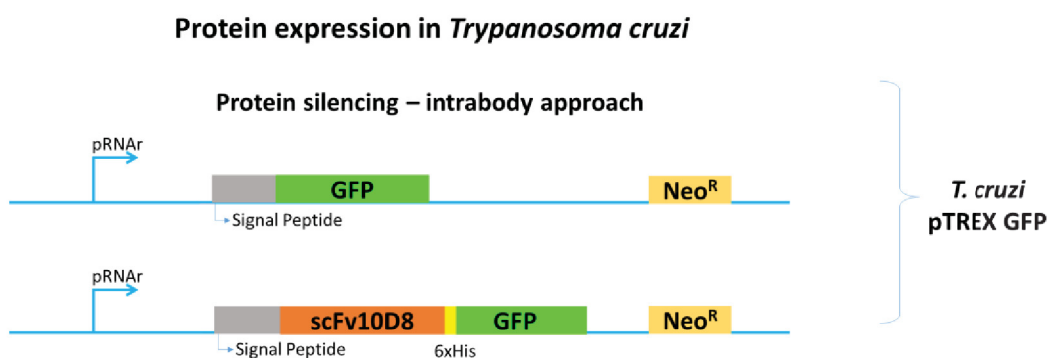 Protein expression in Trypanosoma cruzi
Protein silencing – intrabody approach
pRNAr
GFP
NeoR
Signal Peptide
T. cruzi
pTREX GFP
pRNAr
scFv10D8
GFP
NeoR
Signal Peptide
6xHis